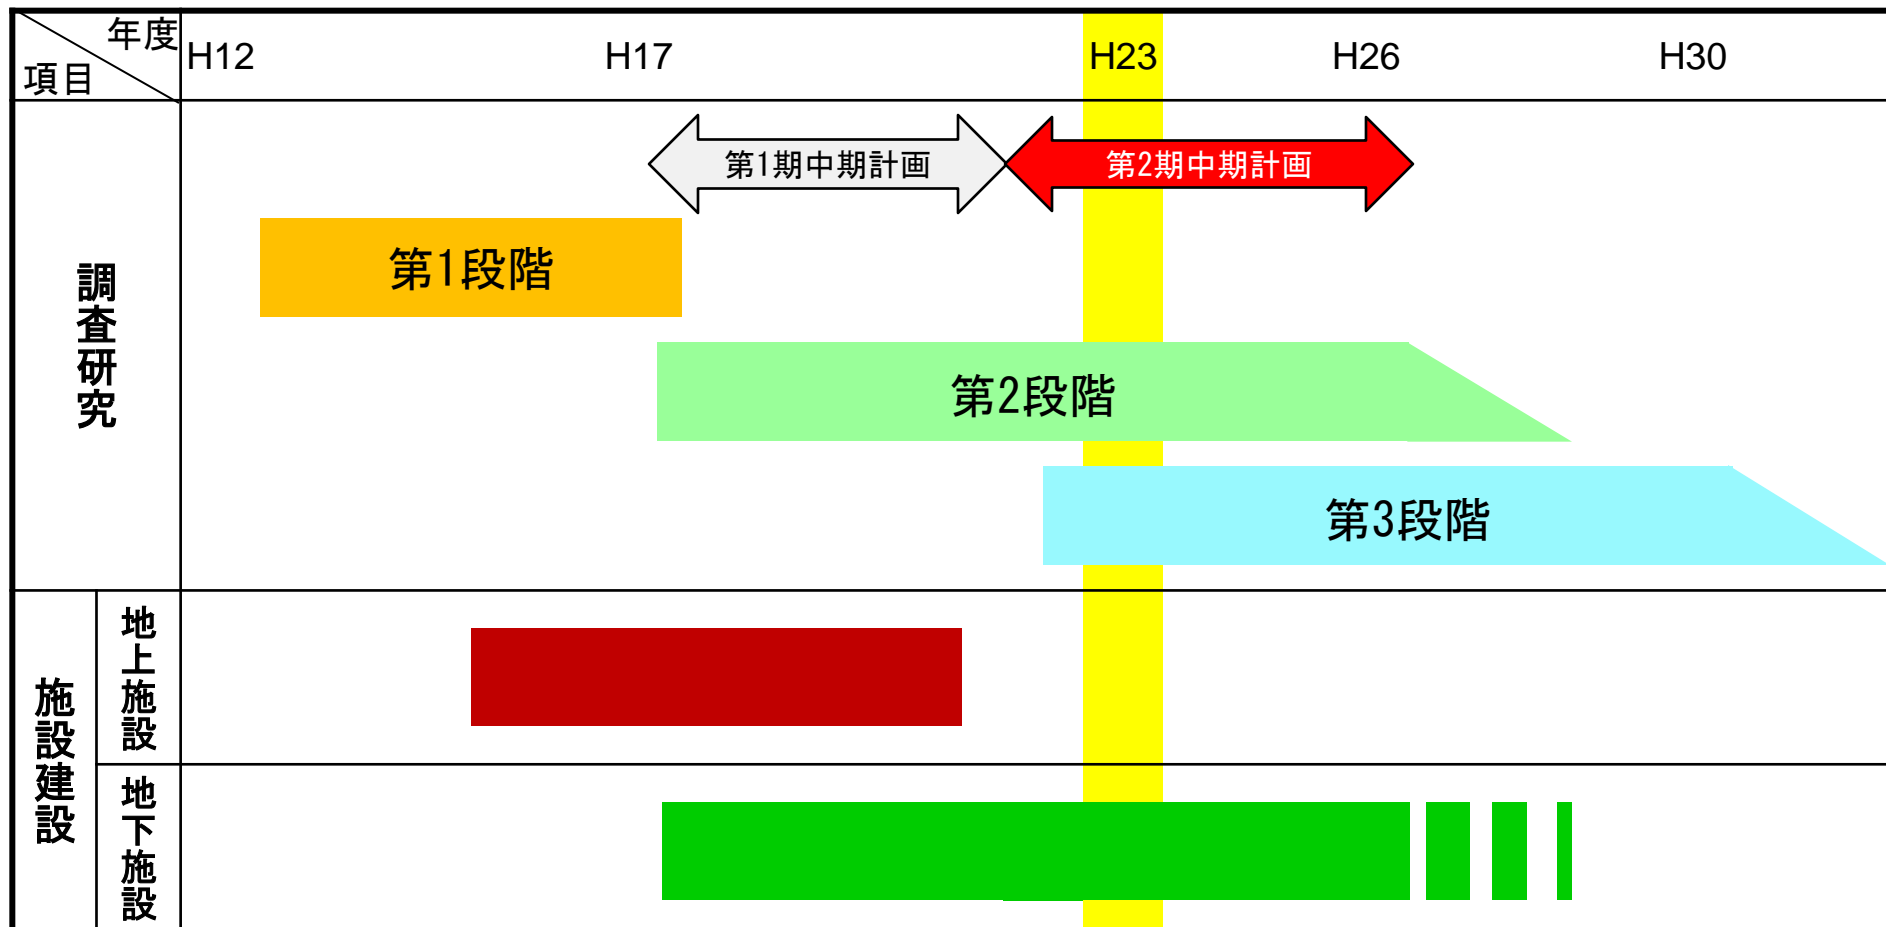 年度
項目
H12 H17 H23 H26 H30
第1期中期計画 第2期中期計画
調査研究
第1段階
第2段階
第3段階
施設建設
地上施設
地下施設